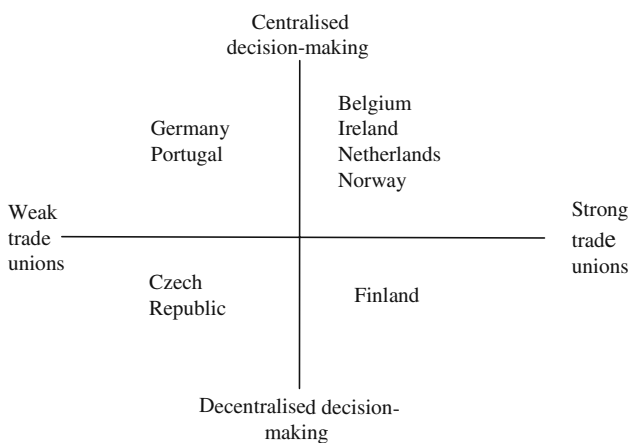 Centralised
decision-making
Germany
Portugal
Belgium
Ireland
Netherlands
Norway
Weak
trade
unions
Strong
trade
unions
Czech
Republic
Finland
Decentralised decision-
making